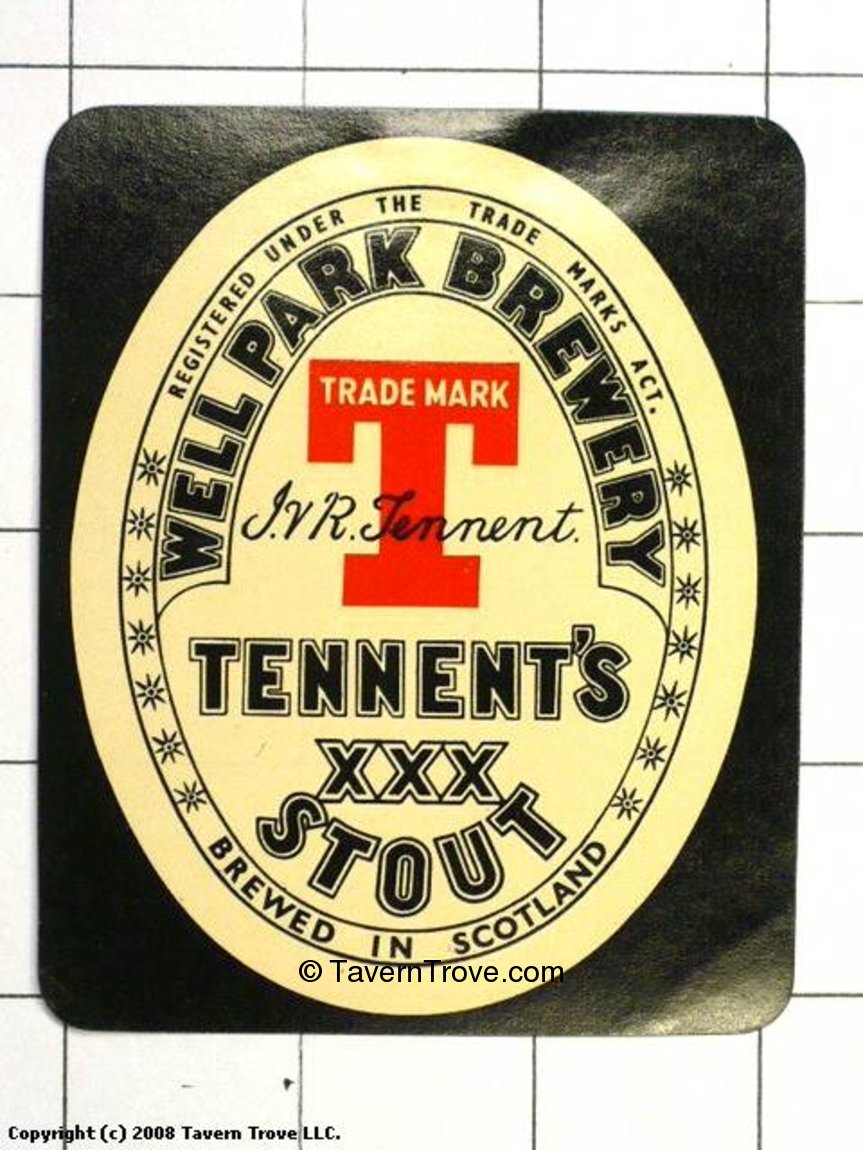 REGISTERED UNDER THE TRADE MARKS ACT.
WELL PARK BREWERY
TRADE MARK
T
J.V.R. Tennent.
TENNENT'S
XXX
STOUT
BREWED IN SCOTLAND
© TavernTrove.com
Copyright (c) 2008 Tavern Trove LLC.